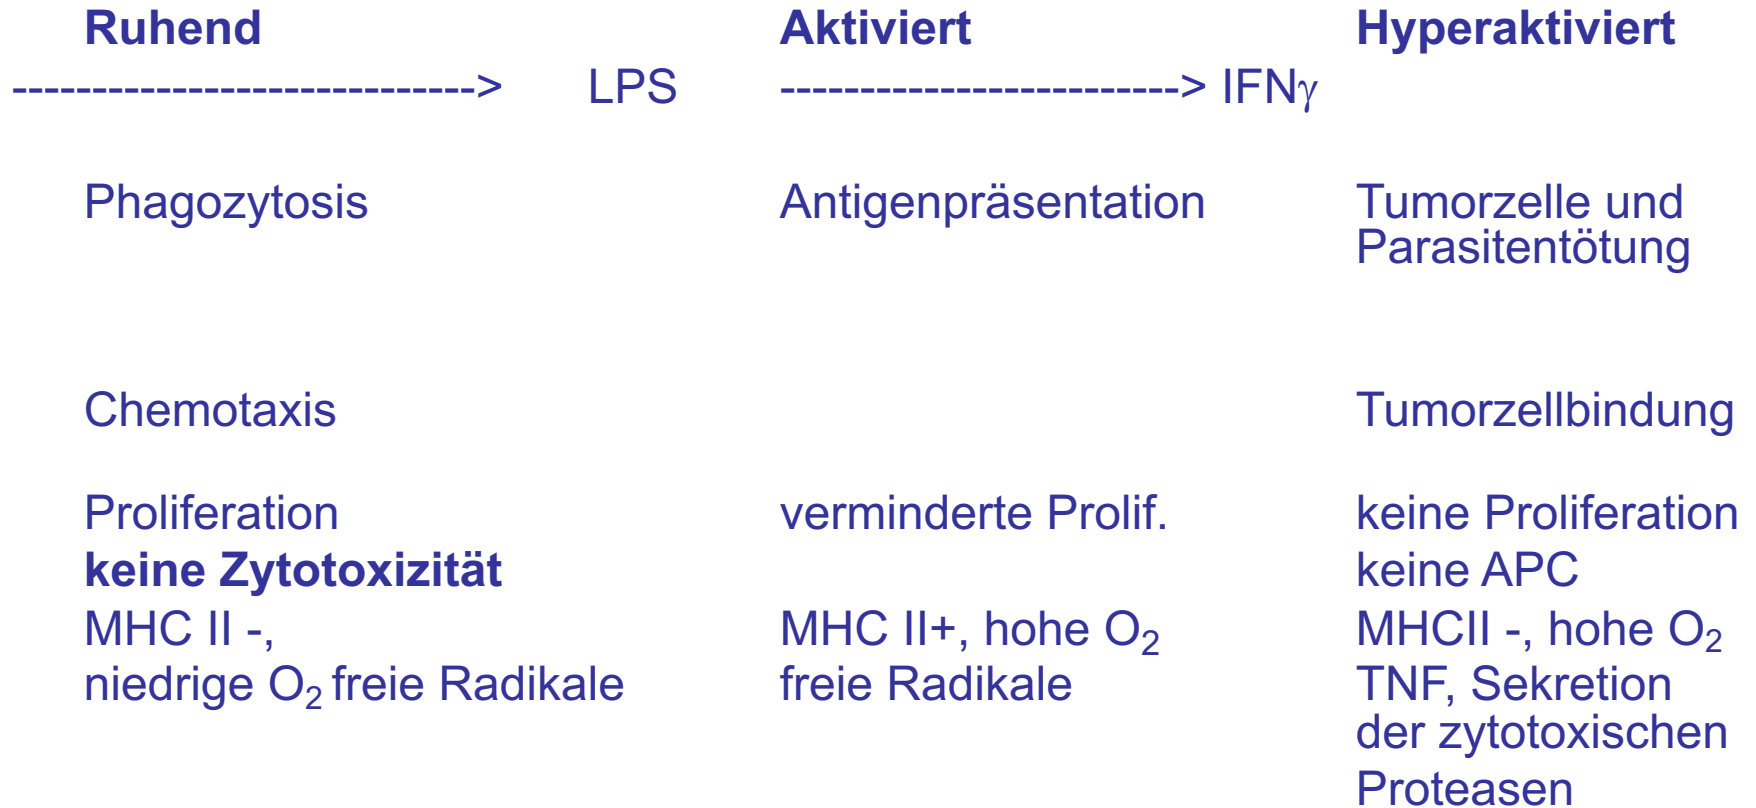 Ruhend Aktiviert Hyperaktiviert
-----------------------------> LPS -------------------------> IFNγ
Phagozytosis Antigenpräsentation Tumorzelle und
Parasitentötung
Chemotaxis Tumorzellbindung
Proliferation verminderte Prolif. keine Proliferation
keine Zytotoxizität keine APC
MHC II -, MHC II+, hohe O₂ MHCII -, hohe O₂
niedrige O₂ freie Radikale freie Radikale TNF, Sekretion
der zytotoxischen
Proteasen